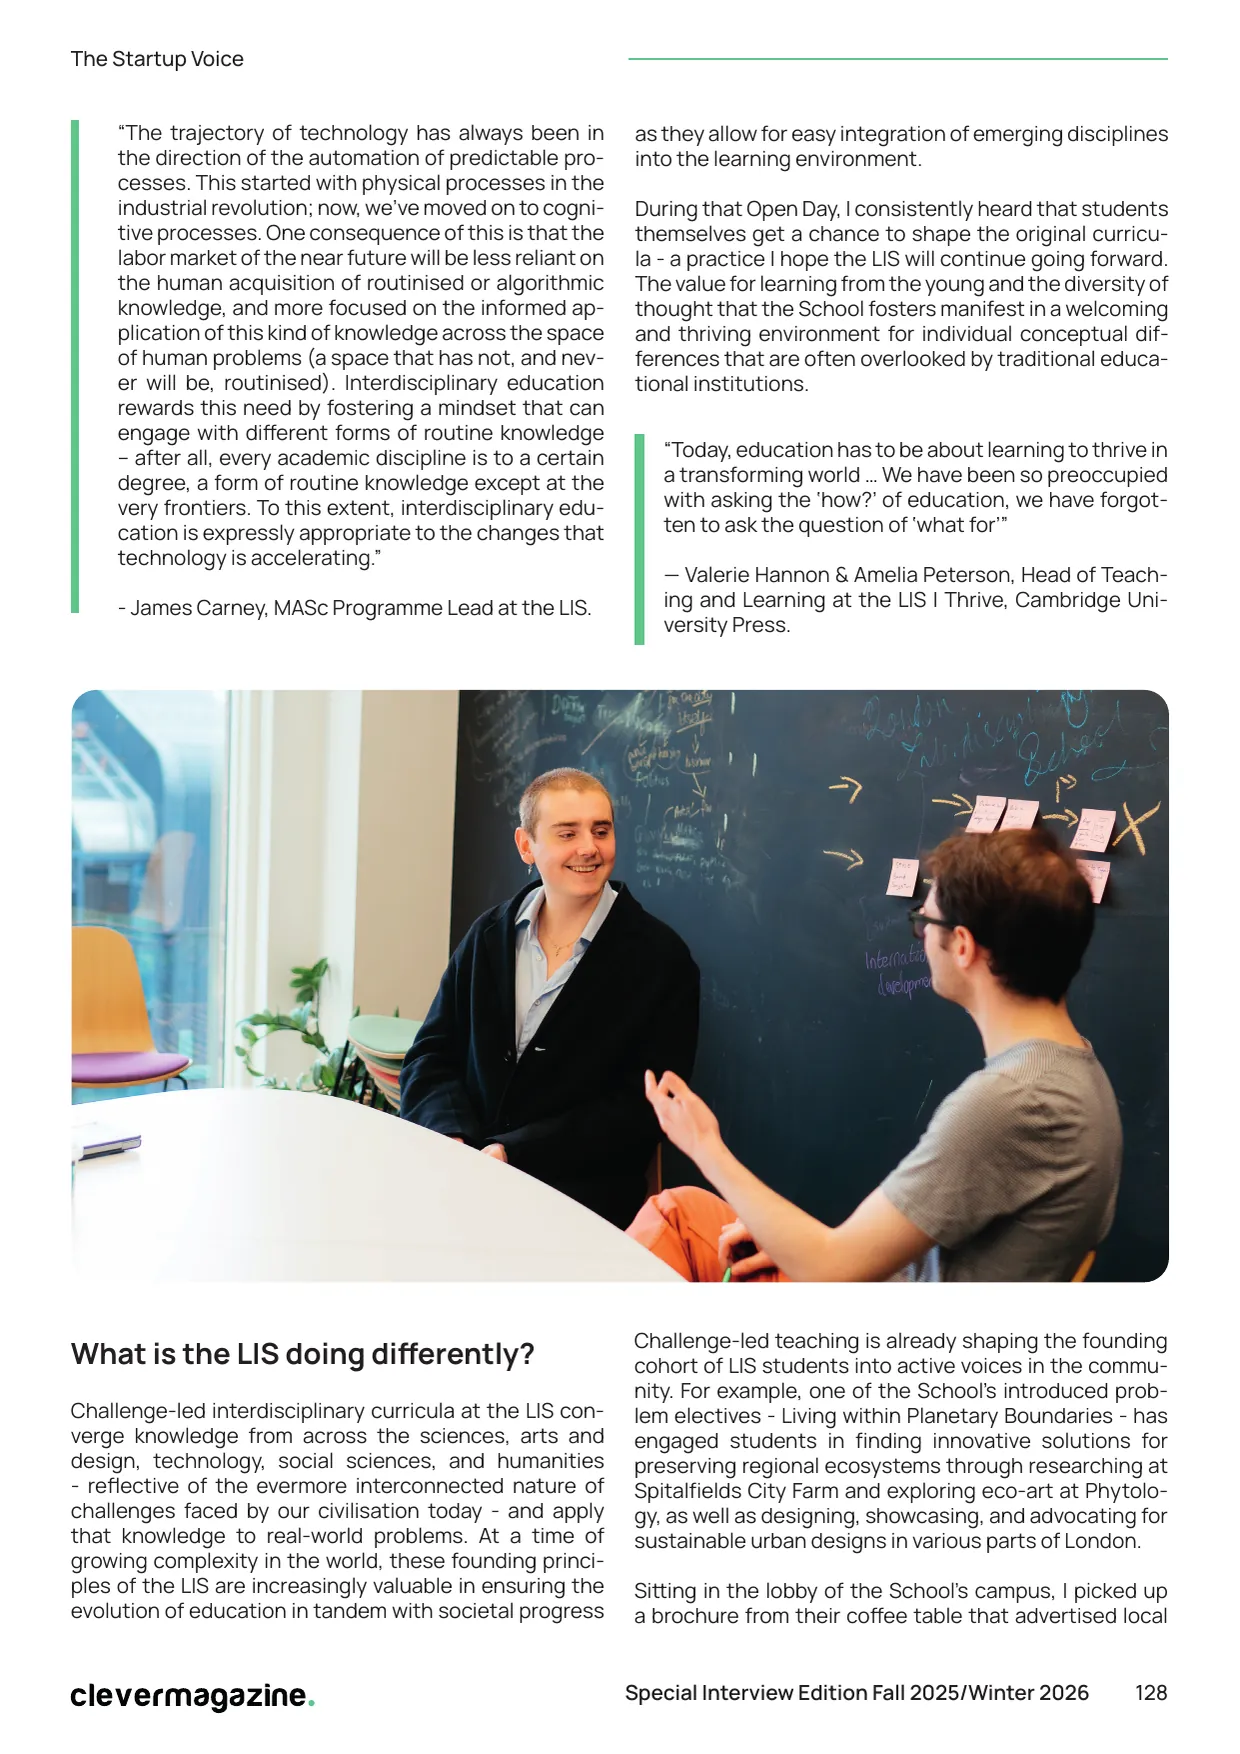 The Startup Voice
“The trajectory of technology has always been in
the direction of the automation of predictable pro-
cesses. This started with physical processes in the
industrial revolution; now, we’ve moved on to cogni-
tive processes. One consequence of this is that the
labor market of the near future will be less reliant on
the human acquisition of routinised or algorithmic
knowledge, and more focused on the informed ap-
plication of this kind of knowledge across the space
of human problems (a space that has not, and nev-
er will be, routinised). Interdisciplinary education
rewards this need by fostering a mindset that can
engage with different forms of routine knowledge
– after all, every academic discipline is to a certain
degree, a form of routine knowledge except at the
very frontiers. To this extent, interdisciplinary edu-
cation is expressly appropriate to the changes that
technology is accelerating.”
- James Carney, MASc Programme Lead at the LIS.
as they allow for easy integration of emerging disciplines
into the learning environment.
During that Open Day, I consistently heard that students
themselves get a chance to shape the original curricu-
la - a practice I hope the LIS will continue going forward.
The value for learning from the young and the diversity of
thought that the School fosters manifest in a welcoming
and thriving environment for individual conceptual dif-
ferences that are often overlooked by traditional educa-
tional institutions.
“Today, education has to be about learning to thrive in
a transforming world … We have been so preoccupied
with asking the ‘how?’ of education, we have forgot-
ten to ask the question of ‘what for’”
— Valerie Hannon & Amelia Peterson, Head of Teach-
ing and Learning at the LIS | Thrive, Cambridge Uni-
versity Press.
London
School
What is the LIS doing differently?
Challenge-led interdisciplinary curricula at the LIS con-
verge knowledge from across the sciences, arts and
design, technology, social sciences, and humanities
- reflective of the evermore interconnected nature of
challenges faced by our civilisation today - and apply
that knowledge to real-world problems. At a time of
growing complexity in the world, these founding princi-
ples of the LIS are increasingly valuable in ensuring the
evolution of education in tandem with societal progress
Challenge-led teaching is already shaping the founding
cohort of LIS students into active voices in the commu-
nity. For example, one of the School’s introduced prob-
lem electives - Living within Planetary Boundaries - has
engaged students in finding innovative solutions for
preserving regional ecosystems through researching at
Spitalfields City Farm and exploring eco-art at Phytolo-
gy, as well as designing, showcasing, and advocating for
sustainable urban designs in various parts of London.
Sitting in the lobby of the School’s campus, I picked up
a brochure from their coffee table that advertised local
clevermagazine.
Special Interview Edition Fall 2025/Winter 2026
128